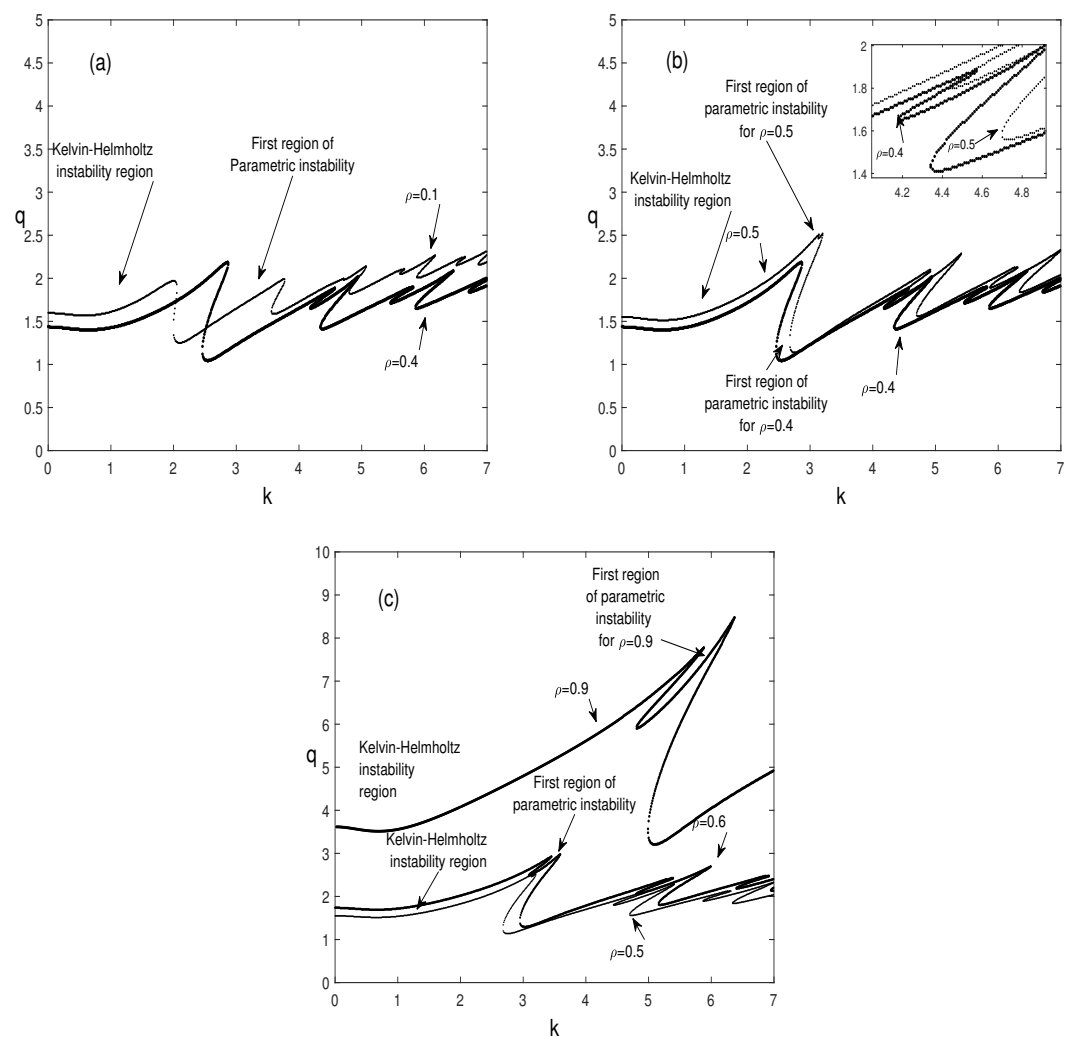 (a)
Kelvin-Helmholtz
instability region
First region of
Parametric instability
ρ=0.1
ρ=0.4
q
5
4.5
4
3.5
3
2.5
2
1.5
1
0.5
0
0 1 2 3 4 5 6 7
k
(b)
First region of
parametric instability
for ρ=0.5
Kelvin-Helmholtz
instability region
ρ=0.5
First region of
parametric instability
for ρ=0.4
ρ=0.4
q
5
4.5
4
3.5
3
2.5
2
1.5
1
0.5
0
0 1 2 3 4 5 6 7
k
2
1.8
1.6
1.4
ρ=0.4
ρ=0.5
4.2 4.4 4.6 4.8
(c)
First region
of parametric
instability
for ρ=0.9
ρ=0.9
Kelvin-Helmholtz
instability
region
First region of
parametric instability
Kelvin-Helmholtz
instability region
ρ=0.6
ρ=0.5
q
10
9
8
7
6
5
4
3
2
1
0
0 1 2 3 4 5 6 7
k